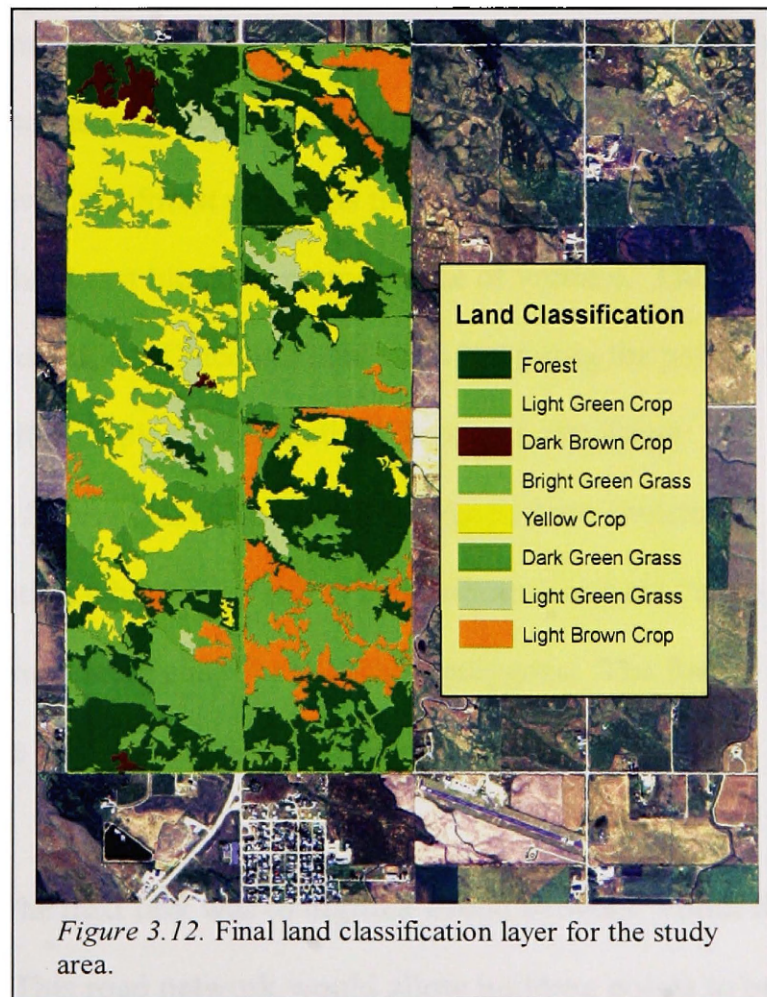 Land Classification
Forest
Light Green Crop
Dark Brown Crop
Bright Green Grass
Yellow Crop
Dark Green Grass
Light Green Grass
Light Brown Crop
Figure 3.12. Final land classification layer for the study
area.